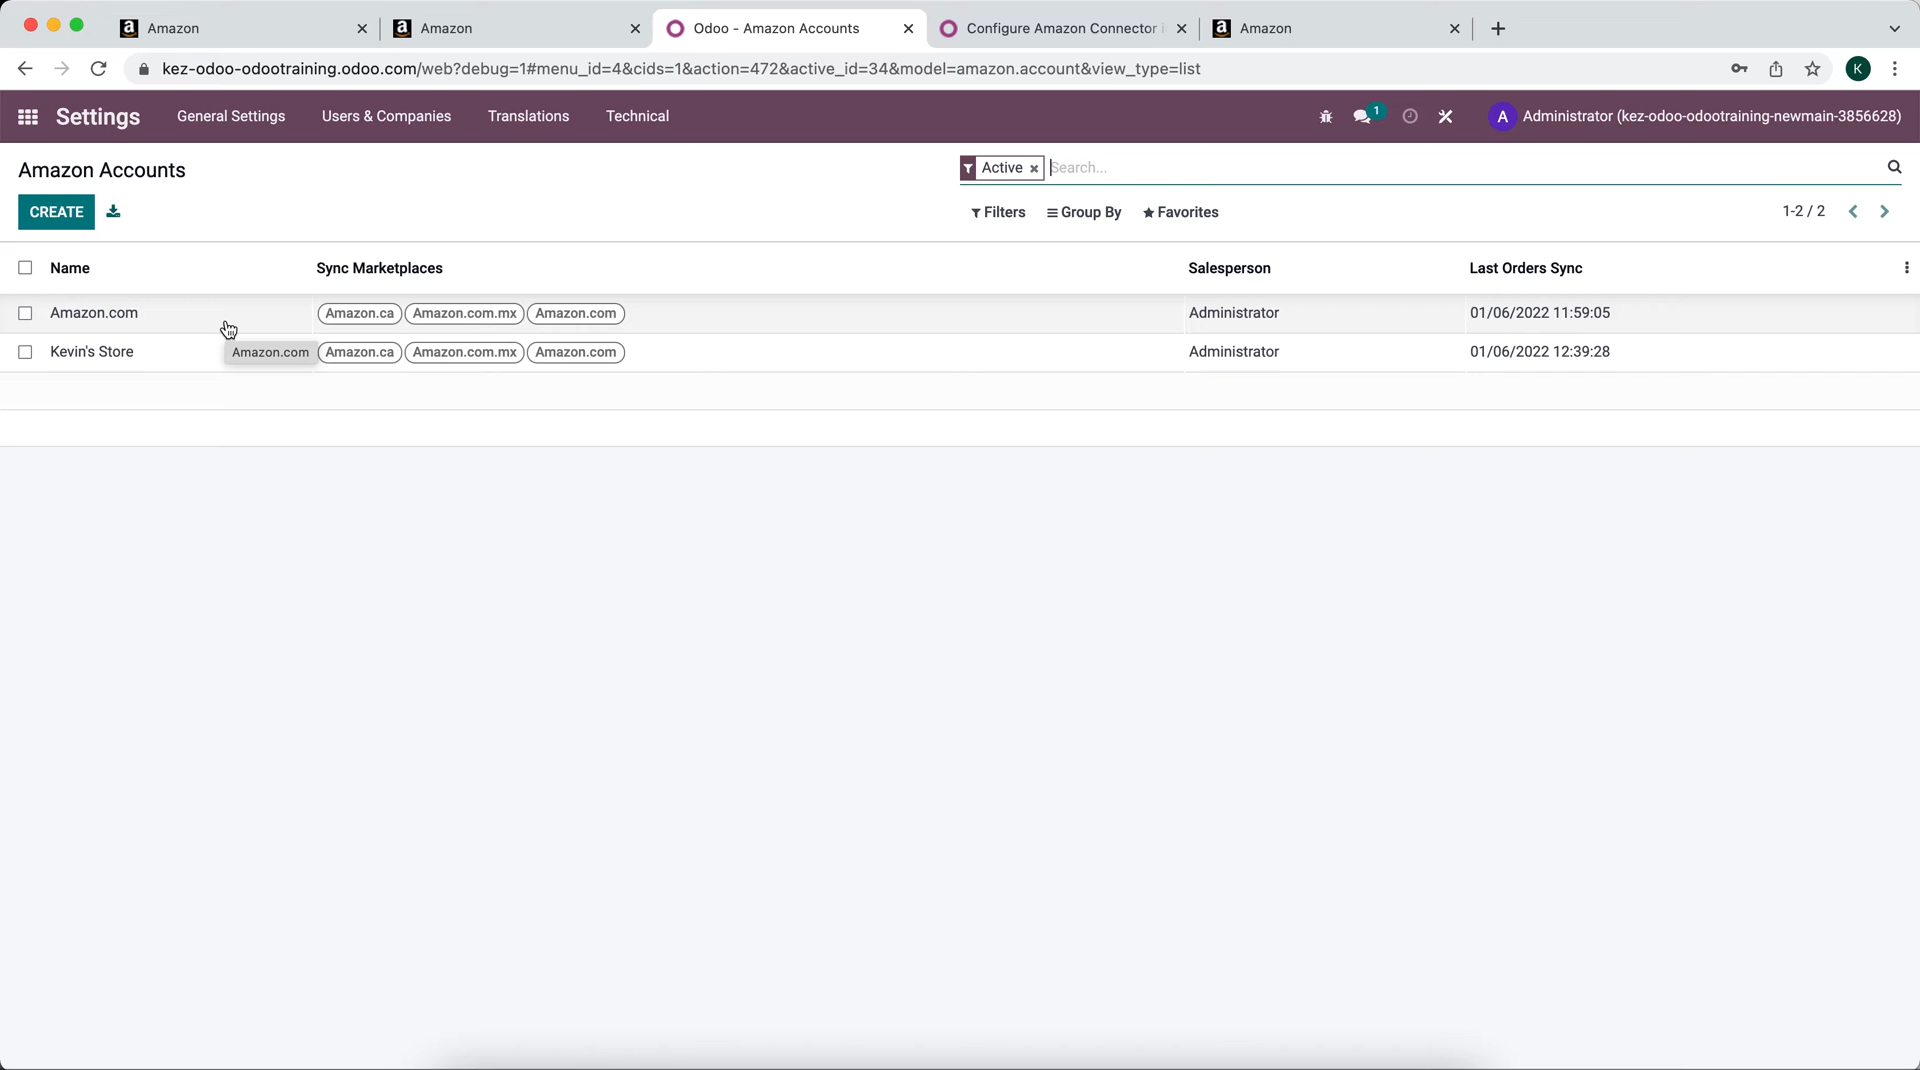 Amazon
Amazon
Odoo - Amazon Accounts
Configure Amazon Connector i
Amazon
kez-odoo-odootraining.odoo.com/web?debug=1#menu_id=4&cids=1&action=472&active_id=34&model=amazon.account&view_type=list
K
Settings General Settings Users & Companies Translations Technical 1 A Administrator (kez-odoo-odootraining-newmain-3856628)
Amazon Accounts
Active Search...
CREATE
Filters Group By Favorites 1-2 / 2
Name Sync Marketplaces Salesperson Last Orders Sync
Amazon.com Amazon.ca Amazon.com.mx Amazon.com Administrator 01/06/2022 11:59:05
Kevin's Store Amazon.com Amazon.ca Amazon.com.mx Amazon.com Administrator 01/06/2022 12:39:28